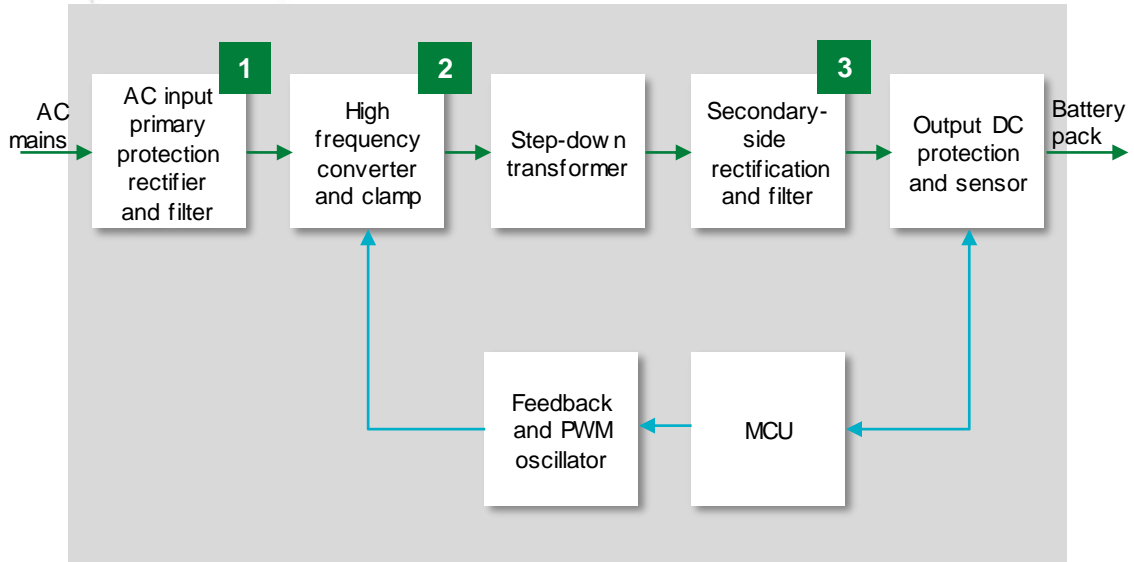 1
2
3
AC
mains
AC input
primary
protection
rectifier
and filter
High
frequency
converter
and clamp
Step-down
transformer
Secondary-
side
rectification
and filter
Output DC
protection
and sensor
Battery
pack
Feedback
and PWM
oscillator
MCU